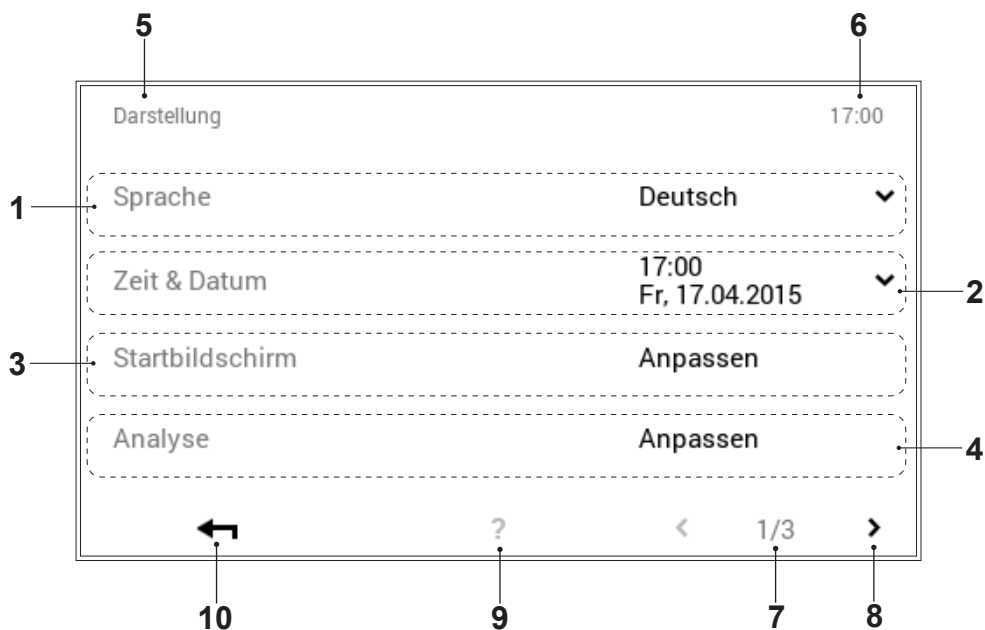 5 6
Darstellung 17:00
1 Sprache Deutsch
Zeit & Datum 17:00
Fr, 17.04.2015 2
3 Startbildschirm Anpassen
Analyse Anpassen 4
? 1/3
10 9 7 8